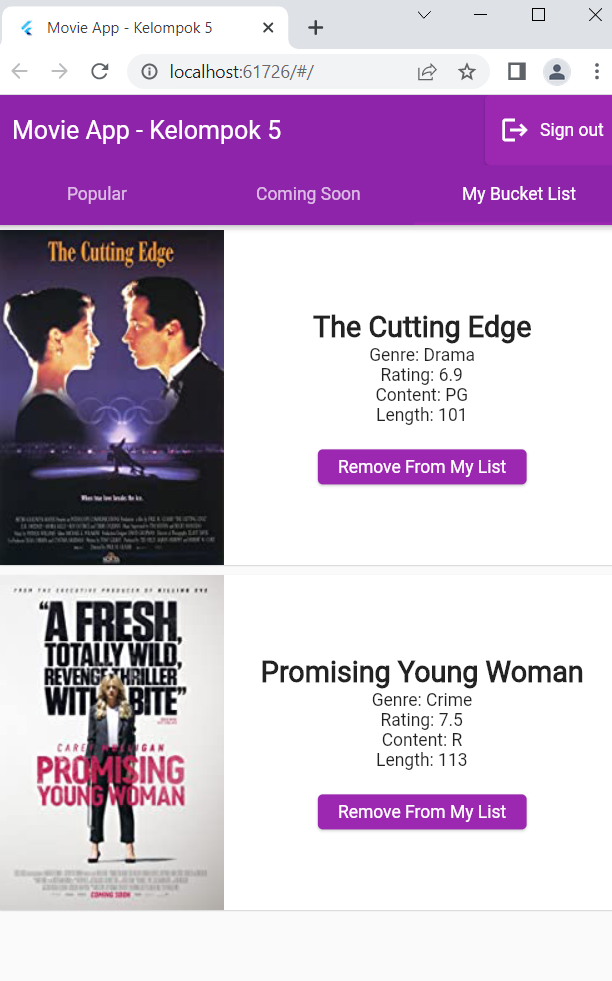 Movie App - Kelompok 5
localhost:61726/#/
Movie App - Kelompok 5
Sign out
Popular
Coming Soon
My Bucket List
The Cutting Edge
When true love breaks the ice.
The Cutting Edge
Genre: Drama
Rating: 6.9
Content: PG
Length: 101
Remove From My List
FROM THE EXECUTIVE PRODUCER OF KILLING EVE
“A FRESH,
TOTALLY WILD,
REVENGE THRILLER
WITH BITE”
CAREY MULLIGAN
PROMISING
YOUNG WOMAN
COMING SOON
Promising Young Woman
Genre: Crime
Rating: 7.5
Content: R
Length: 113
Remove From My List